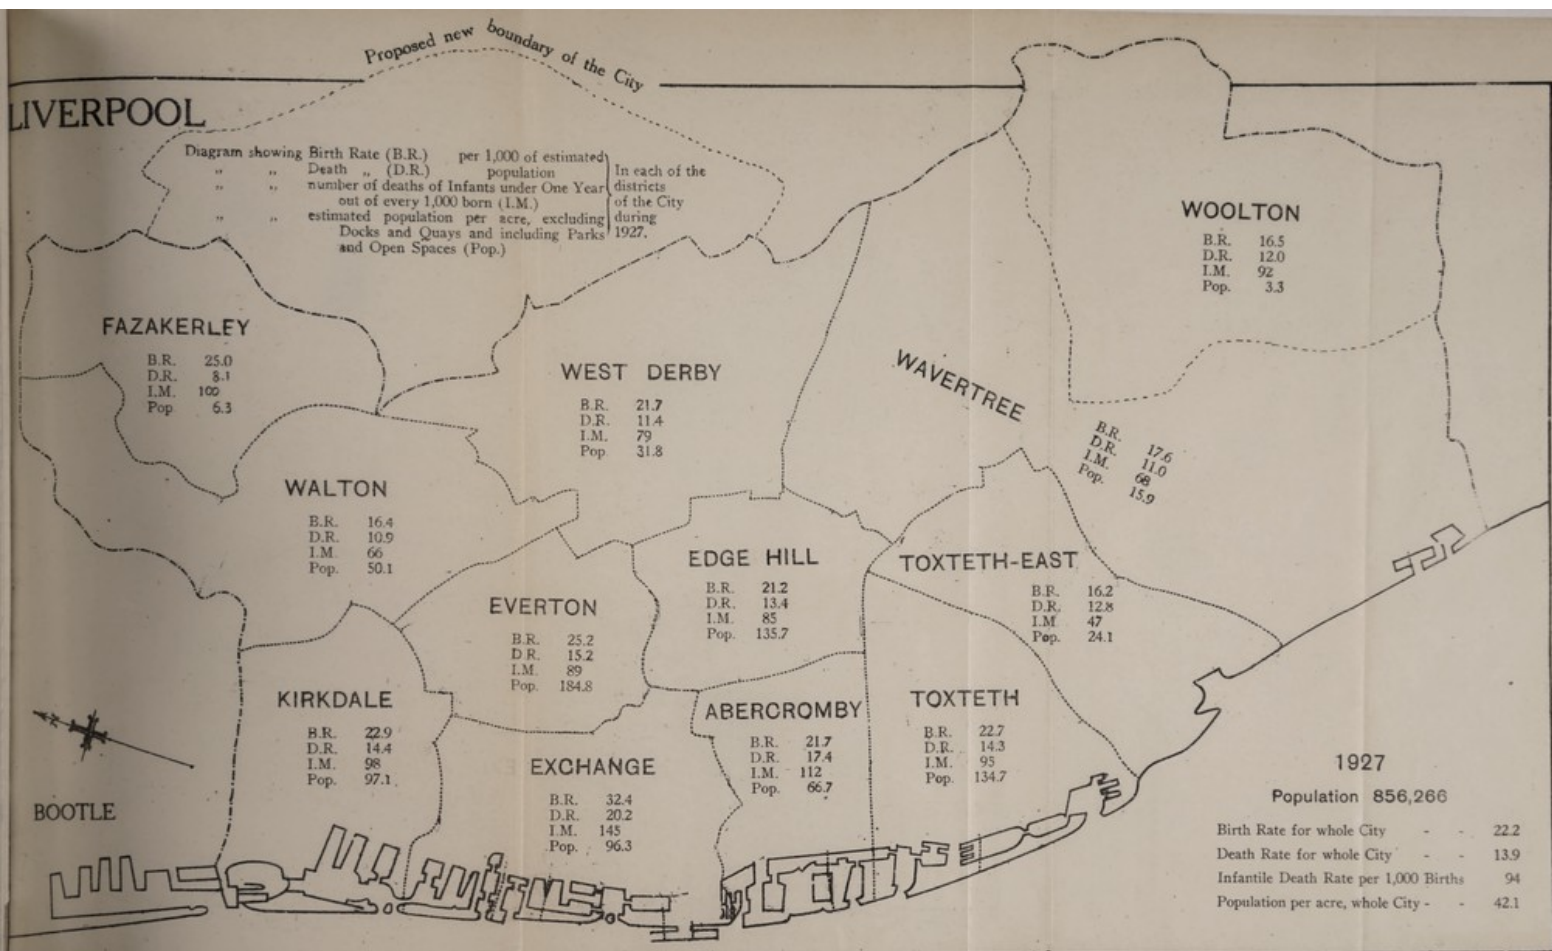 Proposed new boundary of the City
LIVERPOOL
Diagram showing Birth Rate (B.R.) per 1,000 of estimated
„ „ Death „ (D.R.) population
„ „ number of deaths of Infants under One Year
out of every 1,000 born (I.M.)
„ „ estimated population per acre, excluding
Docks and Quays and including Parks
and Open Spaces (Pop.)
In each of the
districts
of the City
during
1927.
WOOLTON
B.R. 16.5
D.R. 12.0
I.M. 92
Pop. 3.3
FAZAKERLEY
B.R. 25.0
D.R. 8.1
I.M. 100
Pop 6.3
WEST DERBY
B.R. 21.7
D.R. 11.4
I.M. 79
Pop 31.8
WAVERTREE
B.R. 17.6
D.R. 11.0
I.M. 68
Pop. 15.9
WALTON
B.R. 16.4
D.R. 10.9
I.M 66
Pop. 50.1
EDGE HILL
B.R. 21.2
D.R. 13.4
I.M. 85
Pop. 135.7
TOXTETH-EAST
B.R. 16.2
D.R. 12.8
I.M 47
Pop. 24.1
EVERTON
B.R. 25.2
D.R. 15.2
I.M. 89
Pop. 184.8
KIRKDALE
B.R. 22.9
D.R. 14.4
I.M. 98
Pop. 97.1
ABERCROMBY
B.R. 21.7
D.R. 17.4
I.M. 112
Pop. 66.7
TOXTETH
B.R. 22.7
D.R. 14.3
I.M. 95
Pop. 134.7
EXCHANGE
B.R. 32.4
D.R. 20.2
I.M. 145
Pop. 96.3
N
BOOTLE
1927
Population 856,266
Birth Rate for whole City - - 22.2
Death Rate for whole City - - 13.9
Infantile Death Rate per 1,000 Births 94
Population per acre, whole City - - 42.1